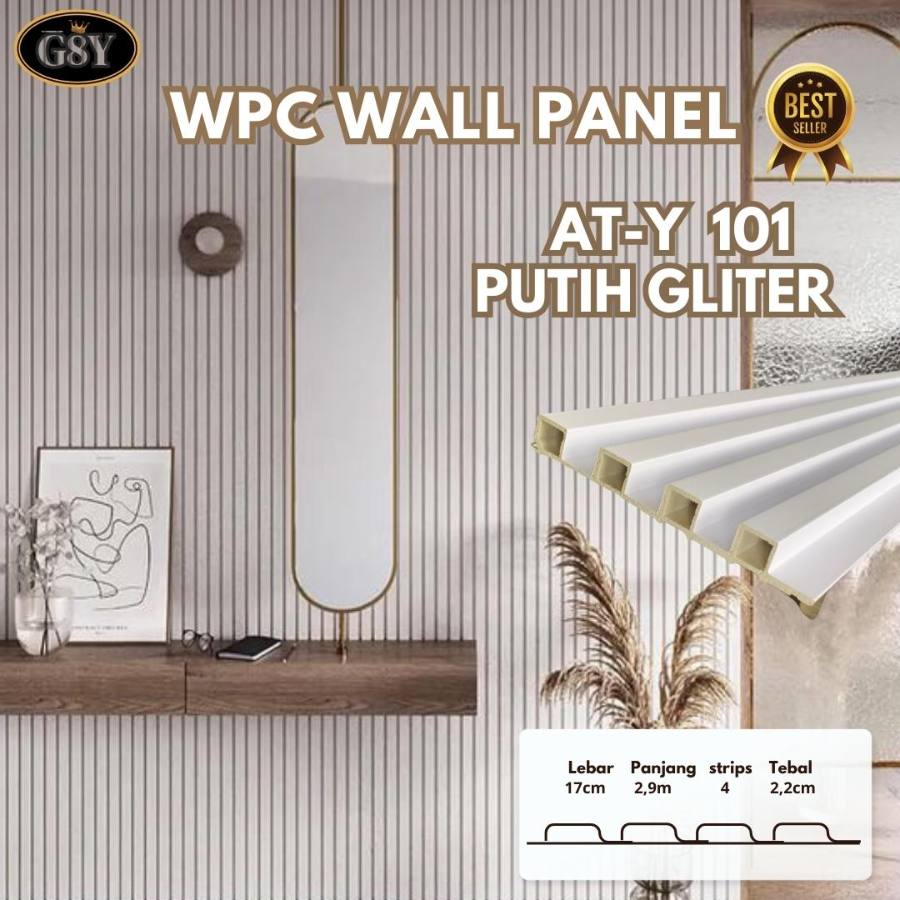 G8Y
WPC WALL PANEL
BEST
SELLER
AT-Y 101
PUTIH GLITER
Lebar Panjang strips Tebal
17cm 2,9m 4 2,2cm